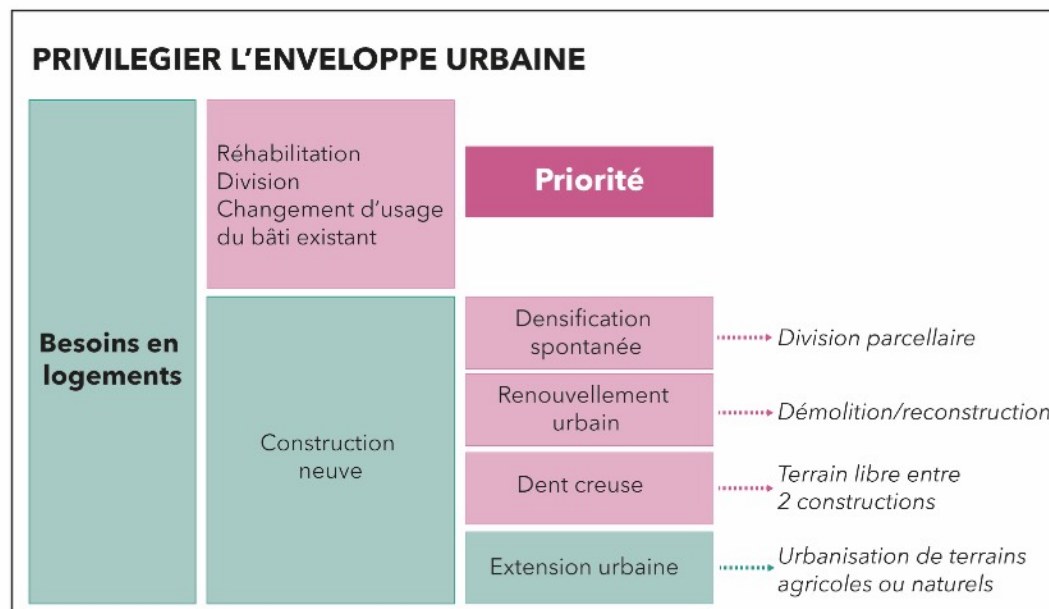 PRIVILEGIER L'ENVELOPPE URBAINE
Besoins en
logements
Réhabilitation
Division
Changement d'usage
du bâti existant
Priorité
Construction
neuve
Densification
spontanée
Division parcellaire
Renouvellement
urbain
Démolition/reconstruction
Dent creuse
Terrain libre entre
2 constructions
Extension urbaine
Urbanisation de terrains
agricoles ou naturels